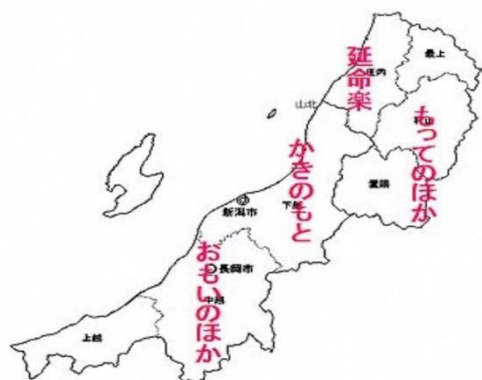 延命楽
庄内
最上
もってのほか
村山
山北
かきのもと
置賜
下越
新潟市
おもいのほか
長岡市
中越
上越